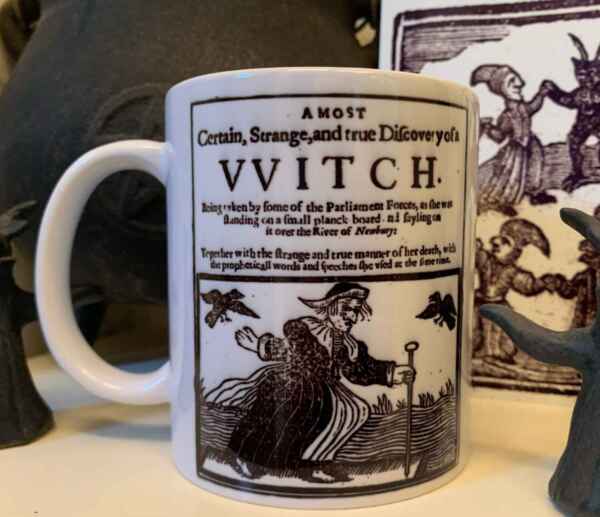 A MOST
Certain, Strange, and true Discovery of a
VVITCH.
Being taken by some of the Parliament Forces, as she was
standing on a small planck board and sayling on
it over the River of Newbury:
Together with the strange and true manner of her death, with
the propheticall words and speeches she vsed at the same time.